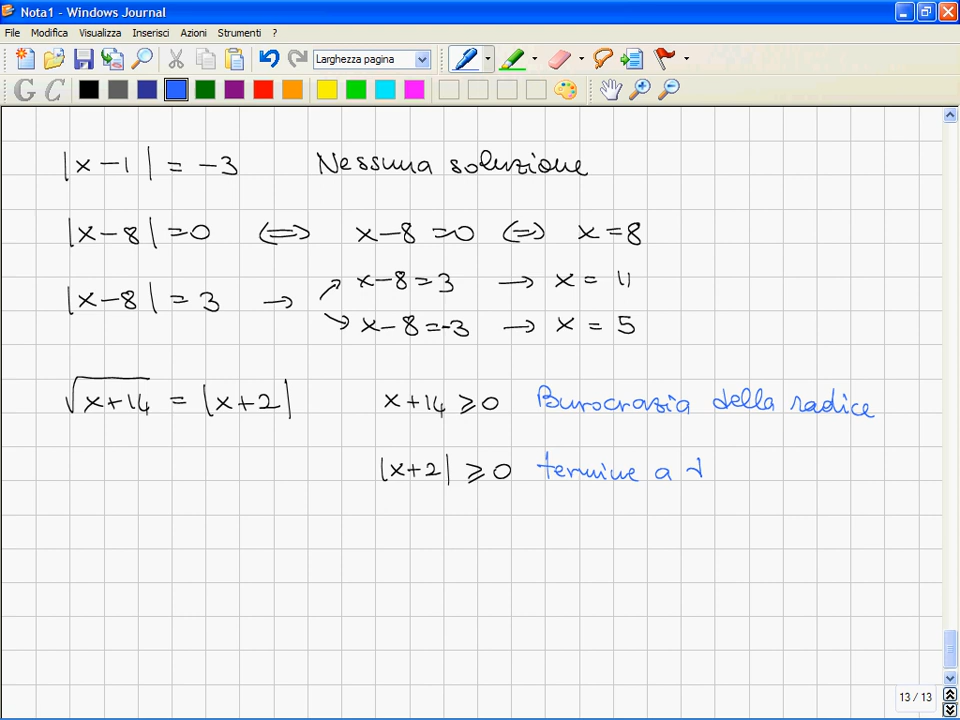 Nota1 - Windows Journal
File Modifica Visualizza Inserisci Azioni Strumenti ?
Larghezza pagina
G C
|x-1| = -3 Nessuna soluzione
|x-8| = 0 ⟺ x-8=0 ⟺ x=8
|x-8| = 3 → x-8=3 → x = 11
x-8=-3 → x = 5
√x+14 = |x+2| x+14 ⩾ 0 Burocrazia della radice
|x+2| ⩾ 0 termine a
13 / 13